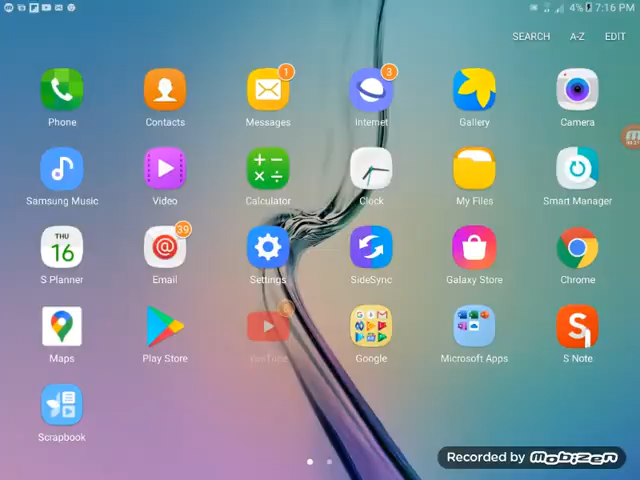 4% 7:16 PM
SEARCH A-Z EDIT
1 3
Phone Contacts Messages Internet Gallery Camera
Samsung Music Video Calculator Clock My Files Smart Manager
THU
16
39
S Planner Email Settings SideSync Galaxy Store Chrome
Maps Play Store YouTube Google Microsoft Apps S Note
Scrapbook
Recorded by Mobizen